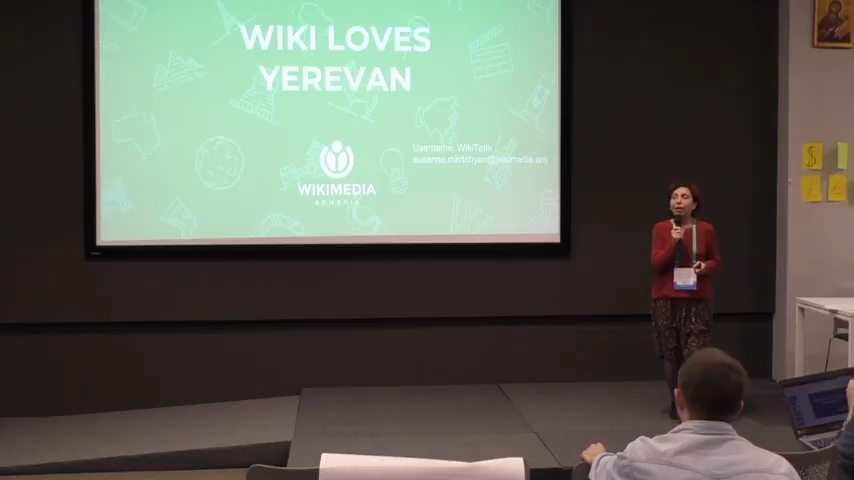 WIKI LOVES
YEREVAN
Username: WikiTatik
susanna.mkrtchyan@wikimedia.am
WIKIMEDIA
ARMENIA
$